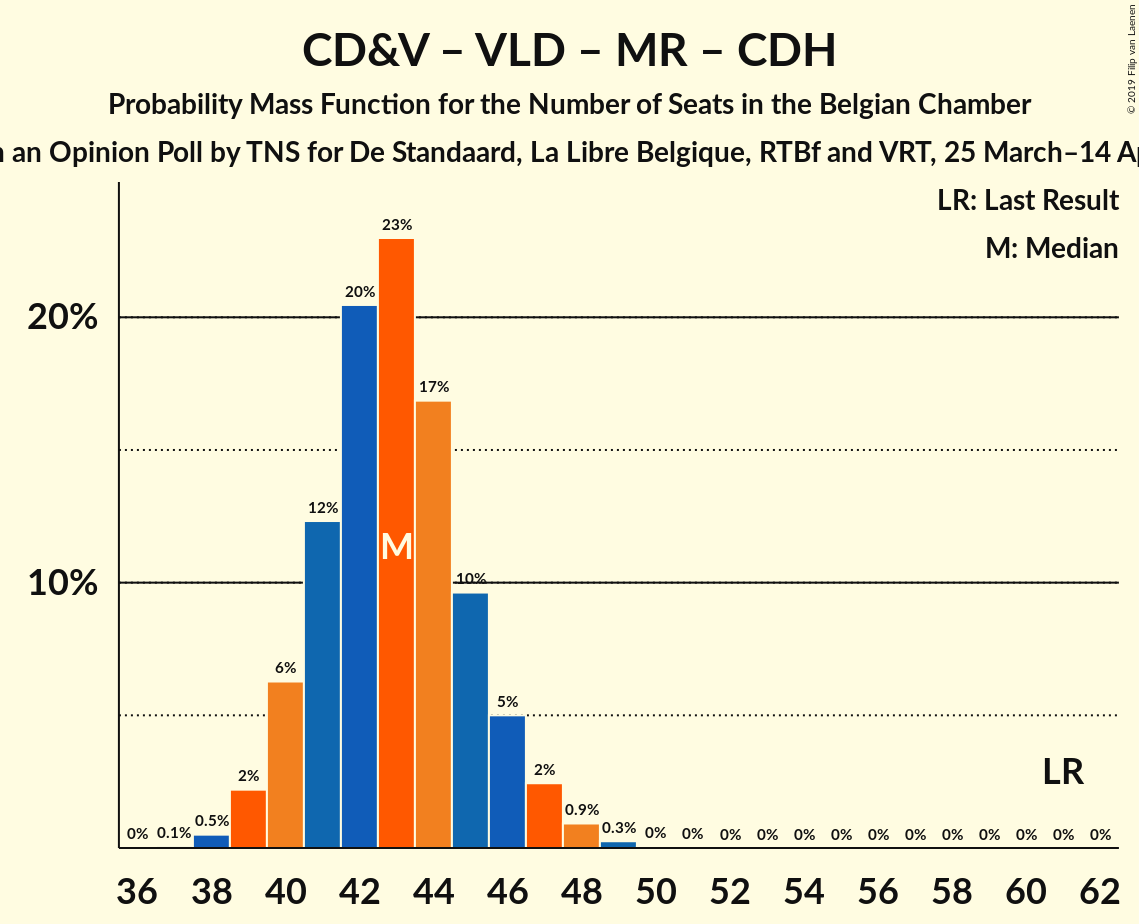 CD&V – VLD – MR – CDH
Probability Mass Function for the Number of Seats in the Belgian Chamber
an Opinion Poll by TNS for De Standaard, La Libre Belgique, RTBf and VRT, 25 March–14
© 2019 Filip van Laenen
LR: Last Result
M: Median
23%
20%
20%
17%
12%
M
10%
10%
6%
5%
LR
2%
2%
0% 0.1% 0.5% 0.9% 0.3% 0% 0% 0% 0% 0% 0% 0% 0% 0% 0% 0% 0% 0%
36 38 40 42 44 46 48 50 52 54 56 58 60 62